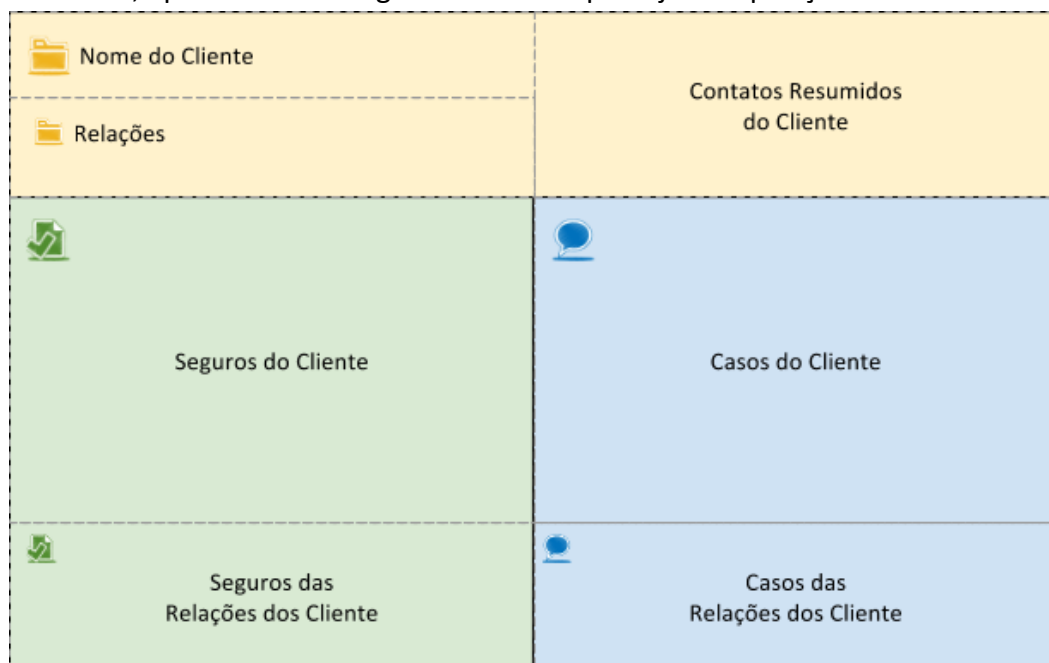 Nome do Cliente
Contatos Resumidos
do Cliente
Relações
Seguros do Cliente
Casos do Cliente
Seguros das
Relações dos Cliente
Casos das
Relações dos Cliente